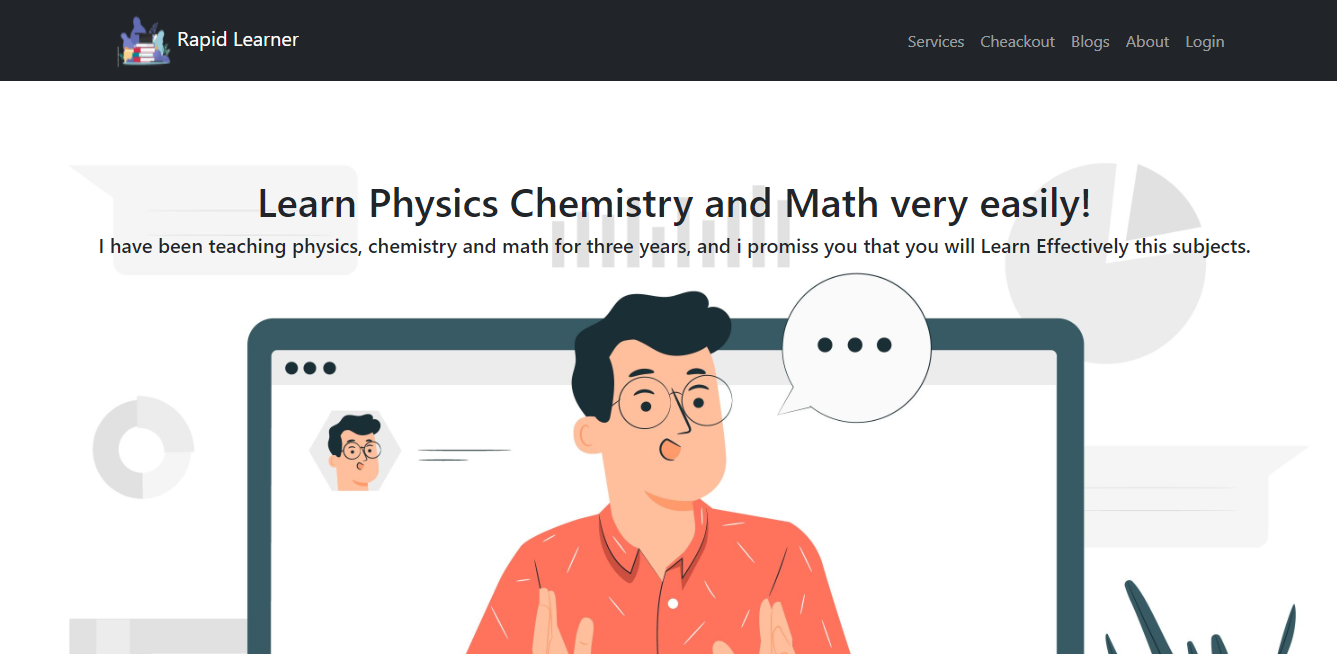 Rapid Learner
Services Cheackout Blogs About Login
Learn Physics Chemistry and Math very easily!
I have been teaching physics, chemistry and math for three years, and i promiss you that you will Learn Effectively this subjects.